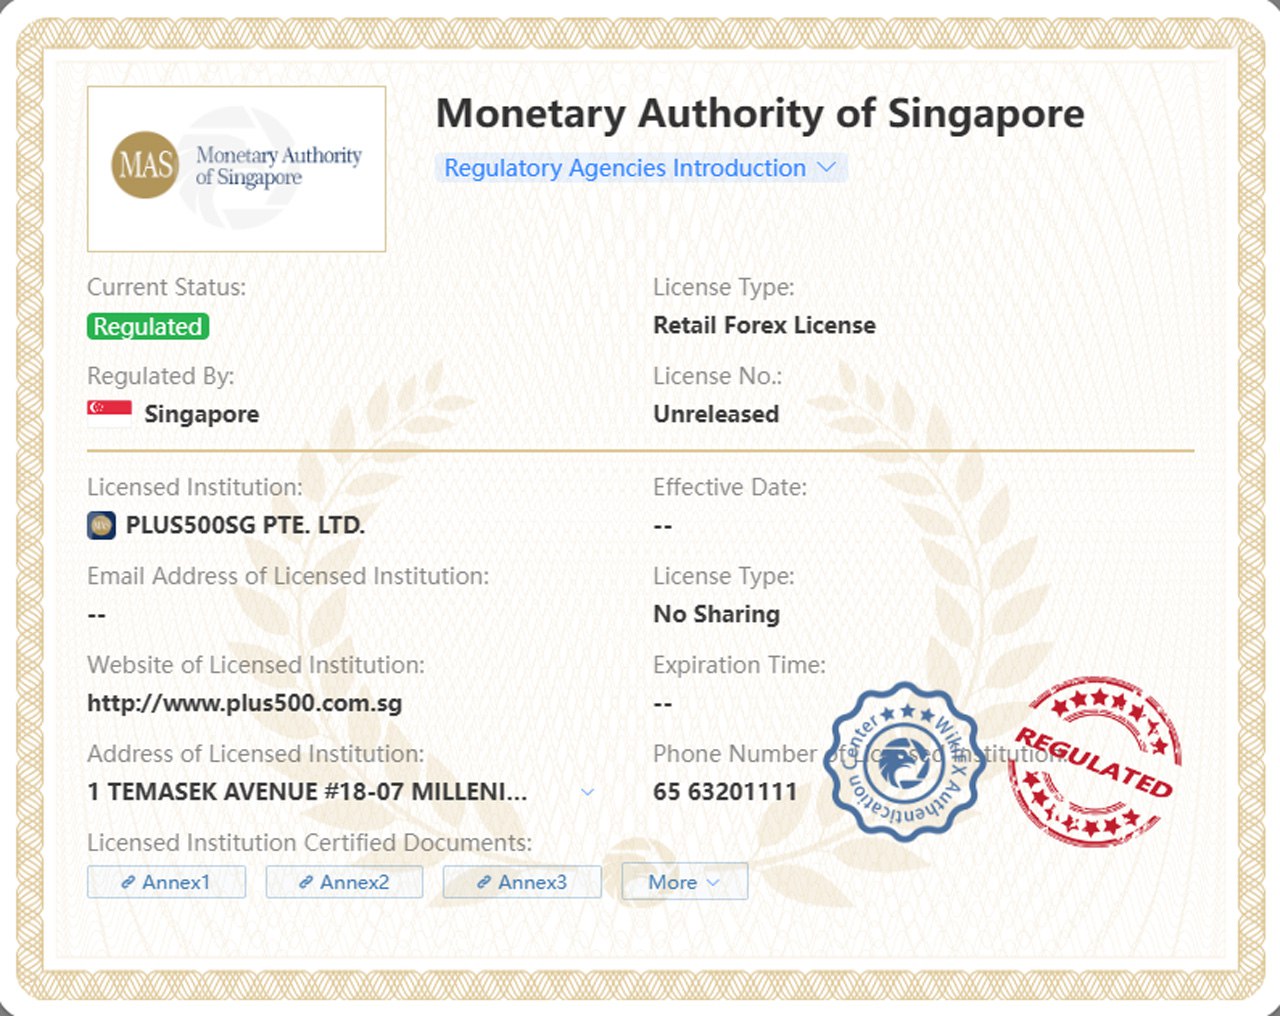 MAS
Monetary Authority
of Singapore
Monetary Authority of Singapore
Regulatory Agencies Introduction
Current Status:
Regulated
License Type:
Retail Forex License
Regulated By:
Singapore
License No.:
Unreleased
Licensed Institution:
MAS PLUS500SG PTE. LTD.
Effective Date:
--
Email Address of Licensed Institution:
--
License Type:
No Sharing
Website of Licensed Institution:
http://www.plus500.com.sg
Expiration Time:
--
Address of Licensed Institution:
1 TEMASEK AVENUE #18-07 MILLENI...
Phone Number of Licensed Institution:
65 63201111
WikiFX Authentication Center
REGULATED
Licensed Institution Certified Documents:
Annex1
Annex2
Annex3
More